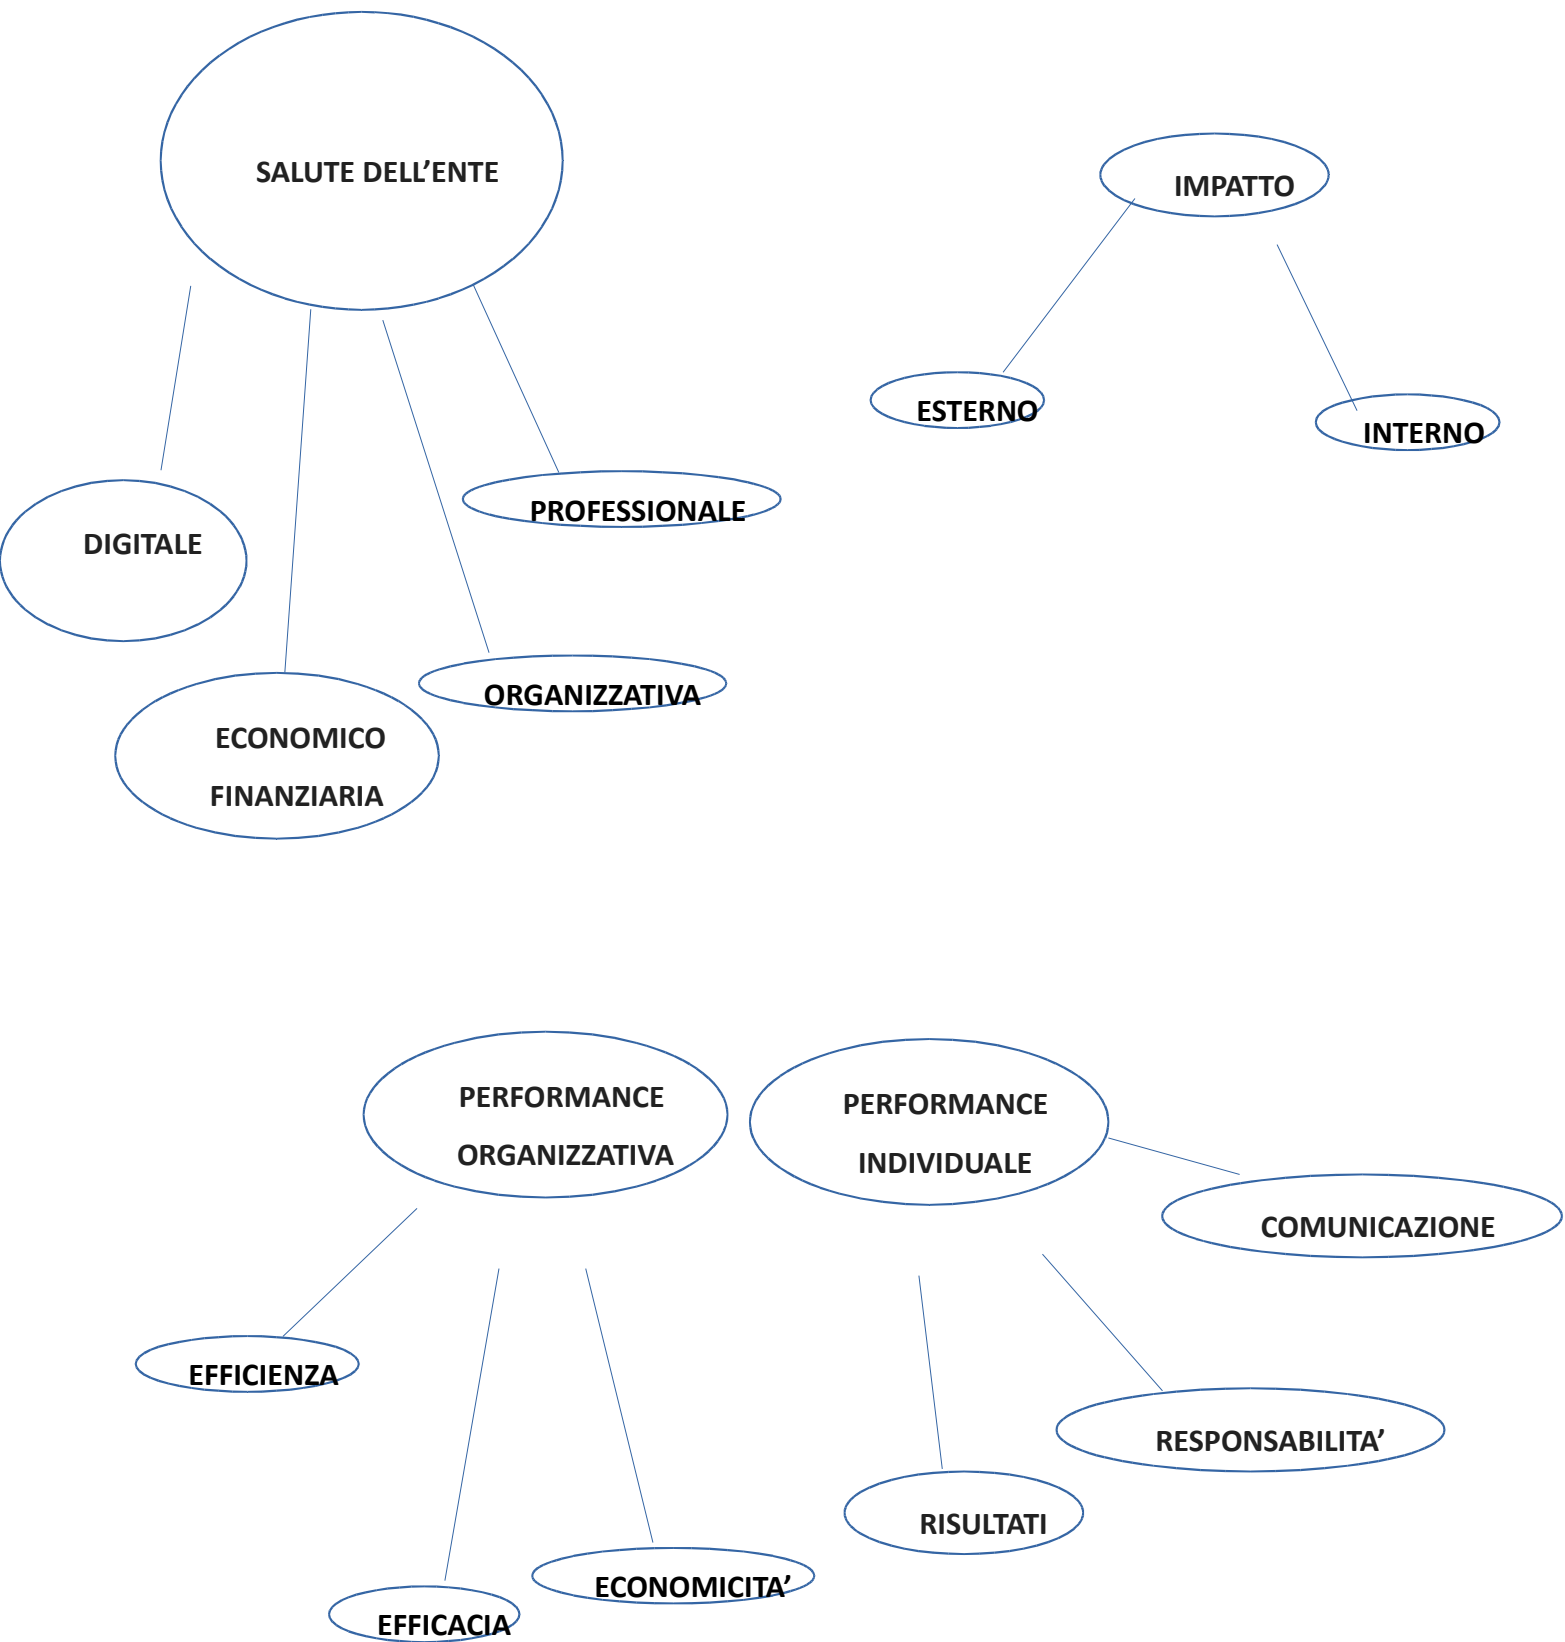 SALUTE DELL’ENTE
IMPATTO
ESTERNO
INTERNO
PROFESSIONALE
DIGITALE
ORGANIZZATIVA
ECONOMICO
FINANZIARIA
PERFORMANCE
ORGANIZZATIVA
PERFORMANCE
INDIVIDUALE
COMUNICAZIONE
EFFICIENZA
RESPONSABILITA’
RISULTATI
ECONOMICITA’
EFFICACIA